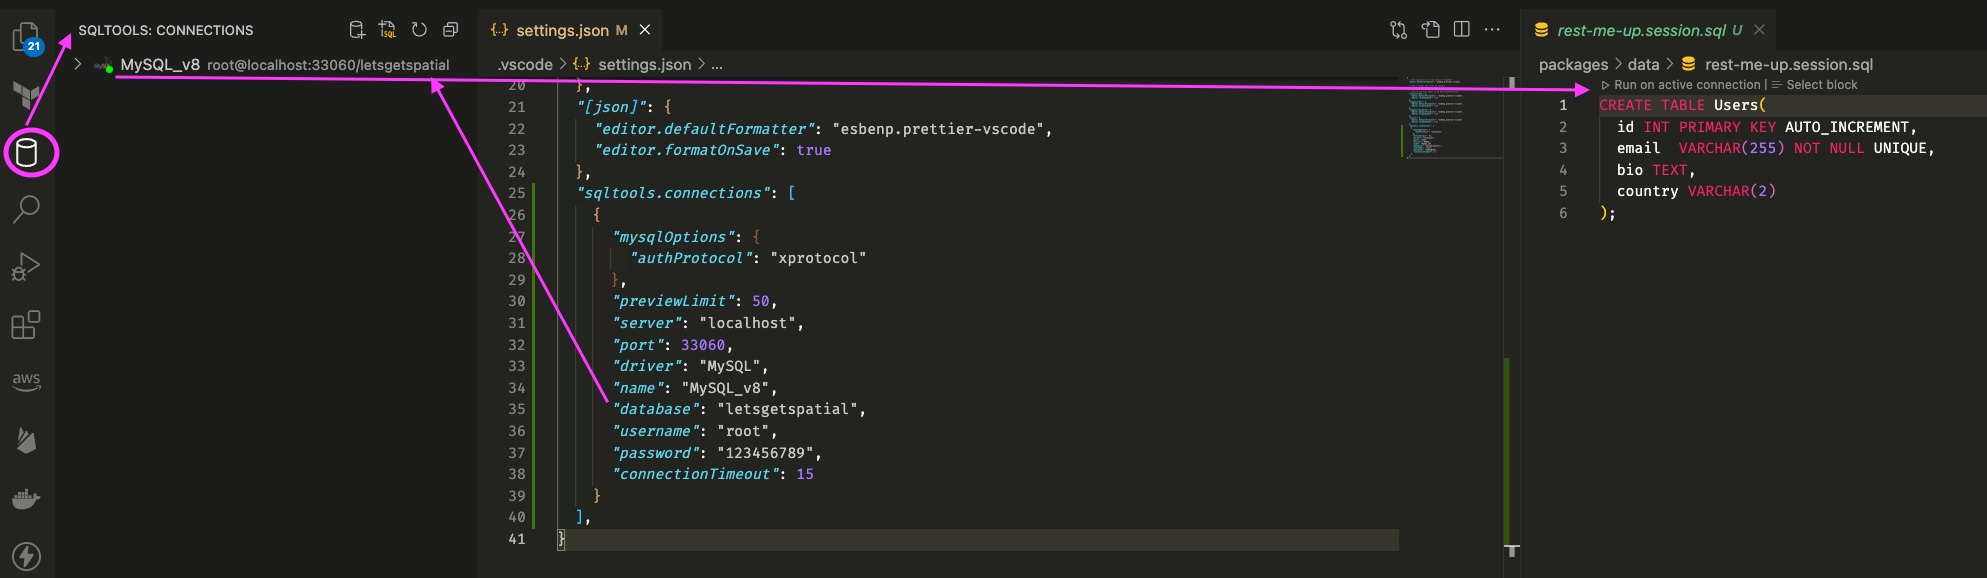 21
aws
SQLTOOLS: CONNECTIONS
MySQL_v8 root@localhost:33060/letsgetspatial
{..} settings.json M
.vscode > {..} settings.json > ...
20 },
21 "[json]": {
22 "editor.defaultFormatter": "esbenp.prettier-vscode",
23 "editor.formatOnSave": true
24 },
25 "sqltools.connections": [
26 {
27 "mysqlOptions": {
28 "authProtocol": "xprotocol"
29 },
30 "previewLimit": 50,
31 "server": "localhost",
32 "port": 33060,
33 "driver": "MySQL",
34 "name": "MySQL_v8",
35 "database": "letsgetspatial",
36 "username": "root",
37 "password": "123456789",
38 "connectionTimeout": 15
39 }
40 ],
41 }
rest-me-up.session.sql U
packages > data > rest-me-up.session.sql
Run on active connection | Select block
1 CREATE TABLE Users(
2 id INT PRIMARY KEY AUTO_INCREMENT,
3 email VARCHAR(255) NOT NULL UNIQUE,
4 bio TEXT,
5 country VARCHAR(2)
6 );